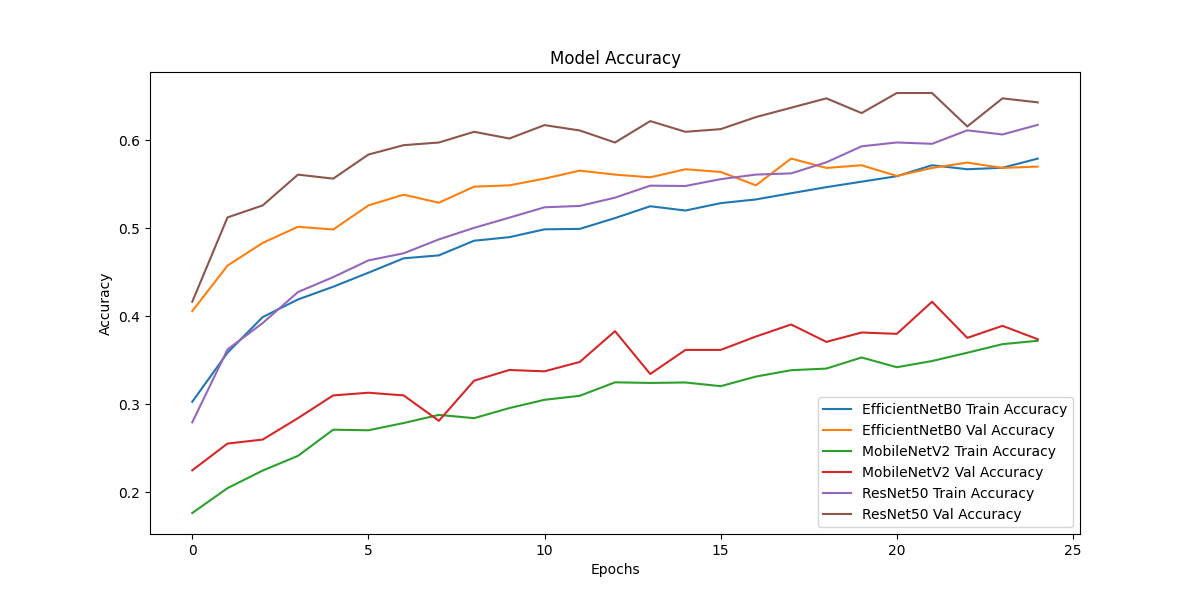 Model Accuracy
Accuracy
0.6
0.5
0.4
0.3
0.2
EfficientNetB0 Train Accuracy
EfficientNetB0 Val Accuracy
MobileNetV2 Train Accuracy
MobileNetV2 Val Accuracy
ResNet50 Train Accuracy
ResNet50 Val Accuracy
0 5 10 15 20 25
Epochs